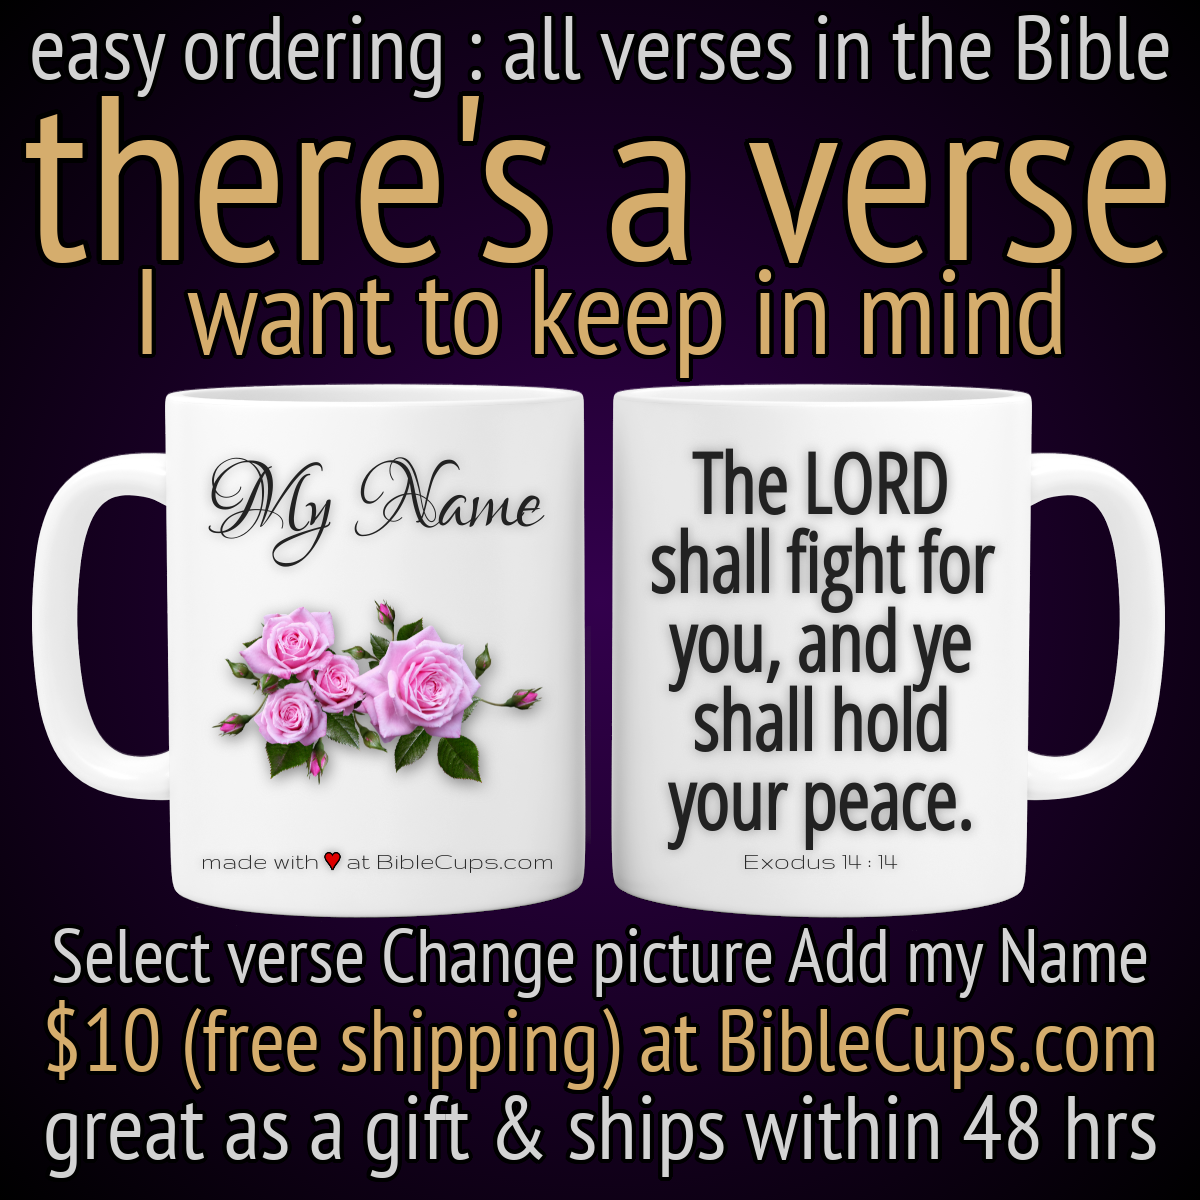 easy ordering : all verses in the Bible
there's a verse
I want to keep in mind
My Name
made with ♥ at BibleCups.com
The LORD
shall fight for
you, and ye
shall hold
your peace.
Exodus 14 : 14
Select verse Change picture Add my Name
$10 (free shipping) at BibleCups.com
great as a gift & ships within 48 hrs